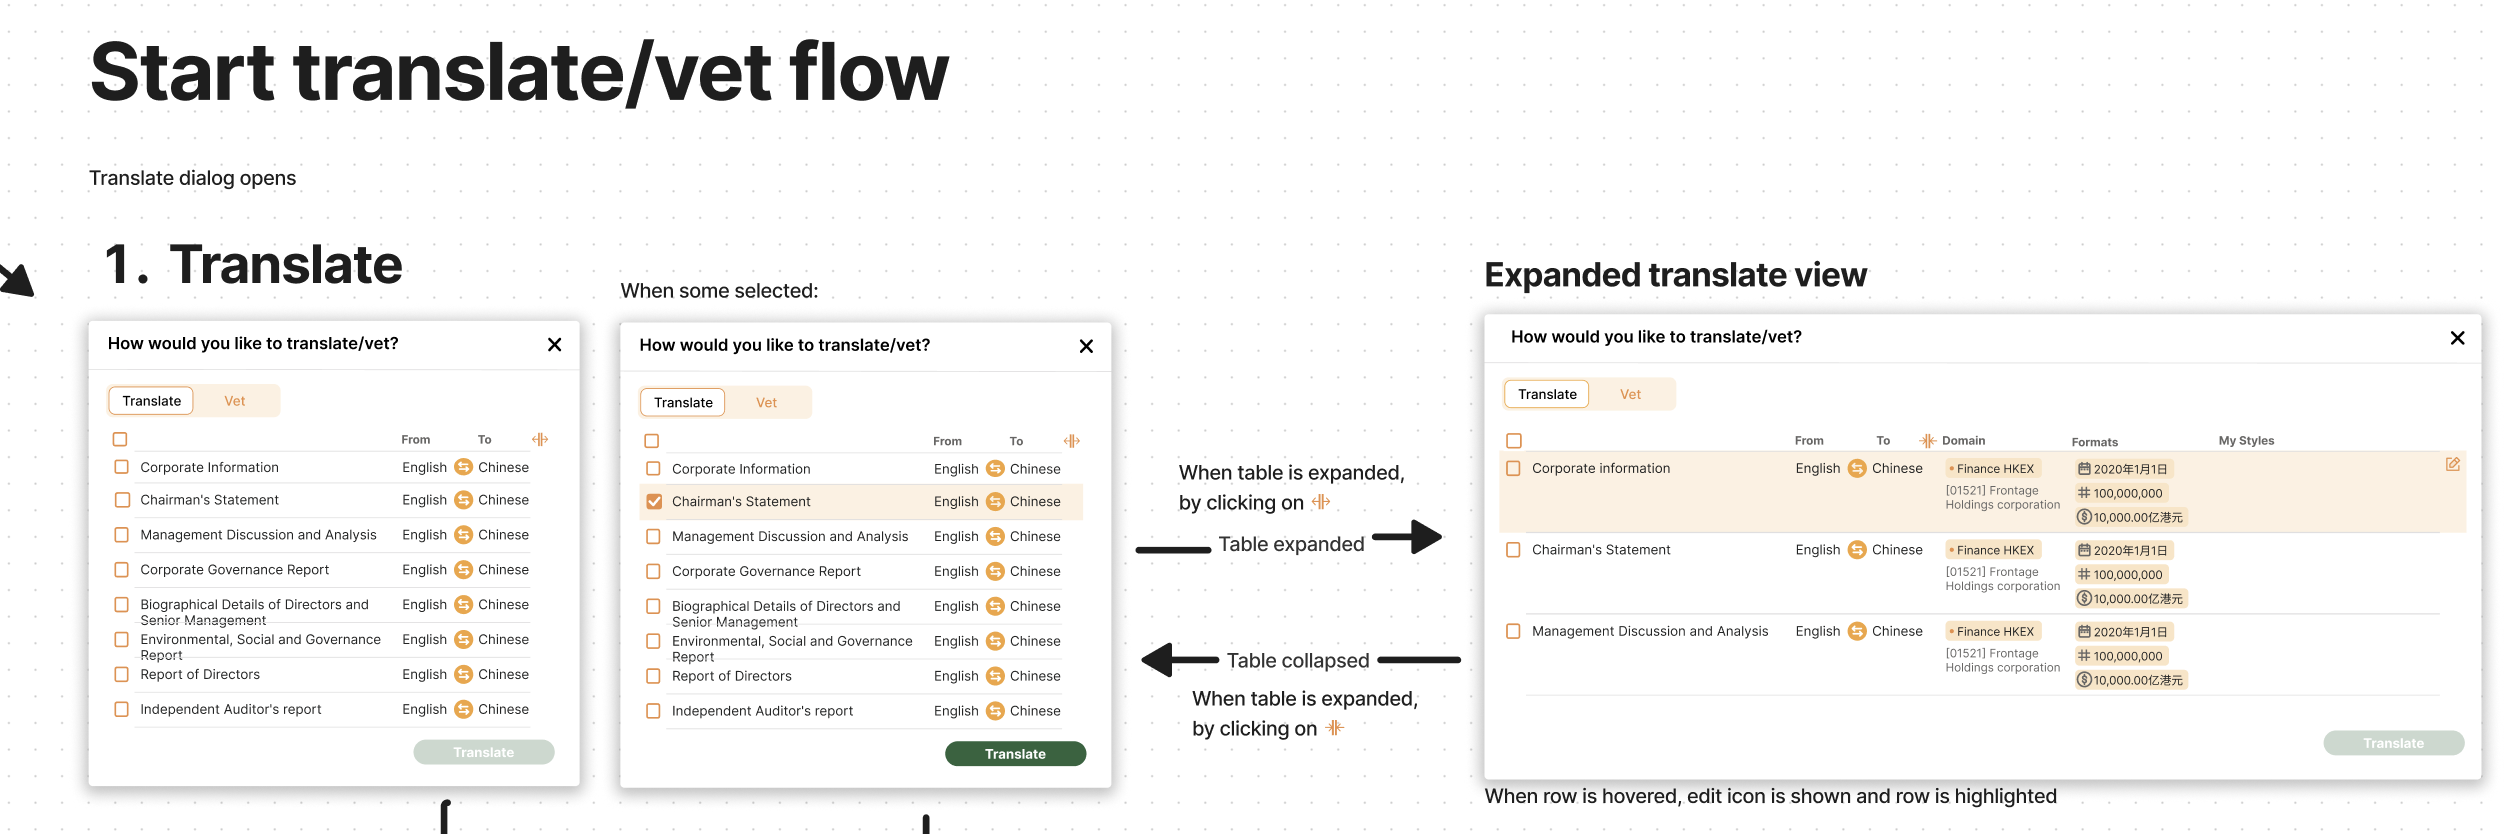 Start translate/vet flow
Translate dialog opens
1. Translate
How would you like to translate/vet?
Translate Vet
From To
Corporate Information English Chinese
Chairman's Statement English Chinese
Management Discussion and Analysis English Chinese
Corporate Governance Report English Chinese
Biographical Details of Directors and English Chinese
Senior Management
Environmental, Social and Governance English Chinese
Report
Report of Directors English Chinese
Independent Auditor's report English Chinese
Translate
When some selected:
How would you like to translate/vet?
Translate Vet
From To
Corporate Information English Chinese
Chairman's Statement English Chinese
Management Discussion and Analysis English Chinese
Corporate Governance Report English Chinese
Biographical Details of Directors and English Chinese
Senior Management
Environmental, Social and Governance English Chinese
Report
Report of Directors English Chinese
Independent Auditor's report English Chinese
Translate
When table is expanded,
by clicking on
Table expanded
Table collapsed
When table is expanded,
by clicking on
Expanded translate view
How would you like to translate/vet?
Translate Vet
From To Domain Formats My Styles
Corporate information English Chinese Finance HKEX 2020年1月1日
[01521] Frontage
Holdings corporation
100,000,000
10,000.00亿港元
Chairman's Statement English Chinese Finance HKEX 2020年1月1日
[01521] Frontage
Holdings corporation
100,000,000
10,000.00亿港元
Management Discussion and Analysis English Chinese Finance HKEX 2020年1月1日
[01521] Frontage
Holdings corporation
100,000,000
10,000.00亿港元
Translate
When row is hovered, edit icon is shown and row is highlighted